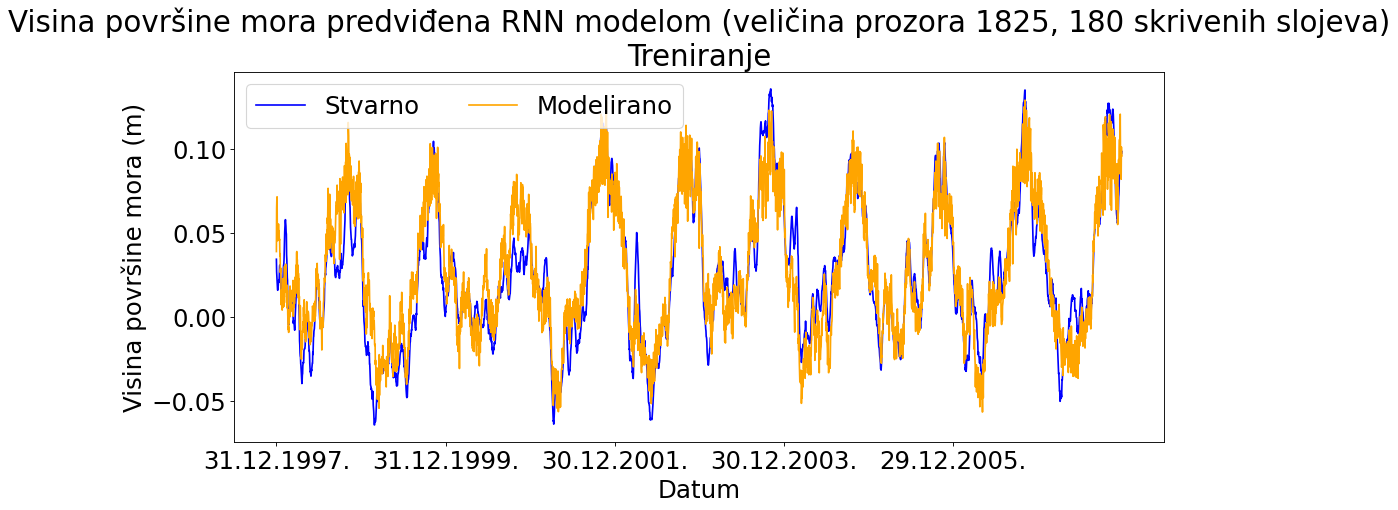 Visina površine mora predviđena RNN modelom (veličina prozora 1825, 180 skrivenih slojeva)
Treniranje
Stvarno
Modelirano
Visina površine mora (m)
0.10
0.05
0.00
−0.05
31.12.1997.
31.12.1999.
30.12.2001.
30.12.2003.
29.12.2005.
Datum